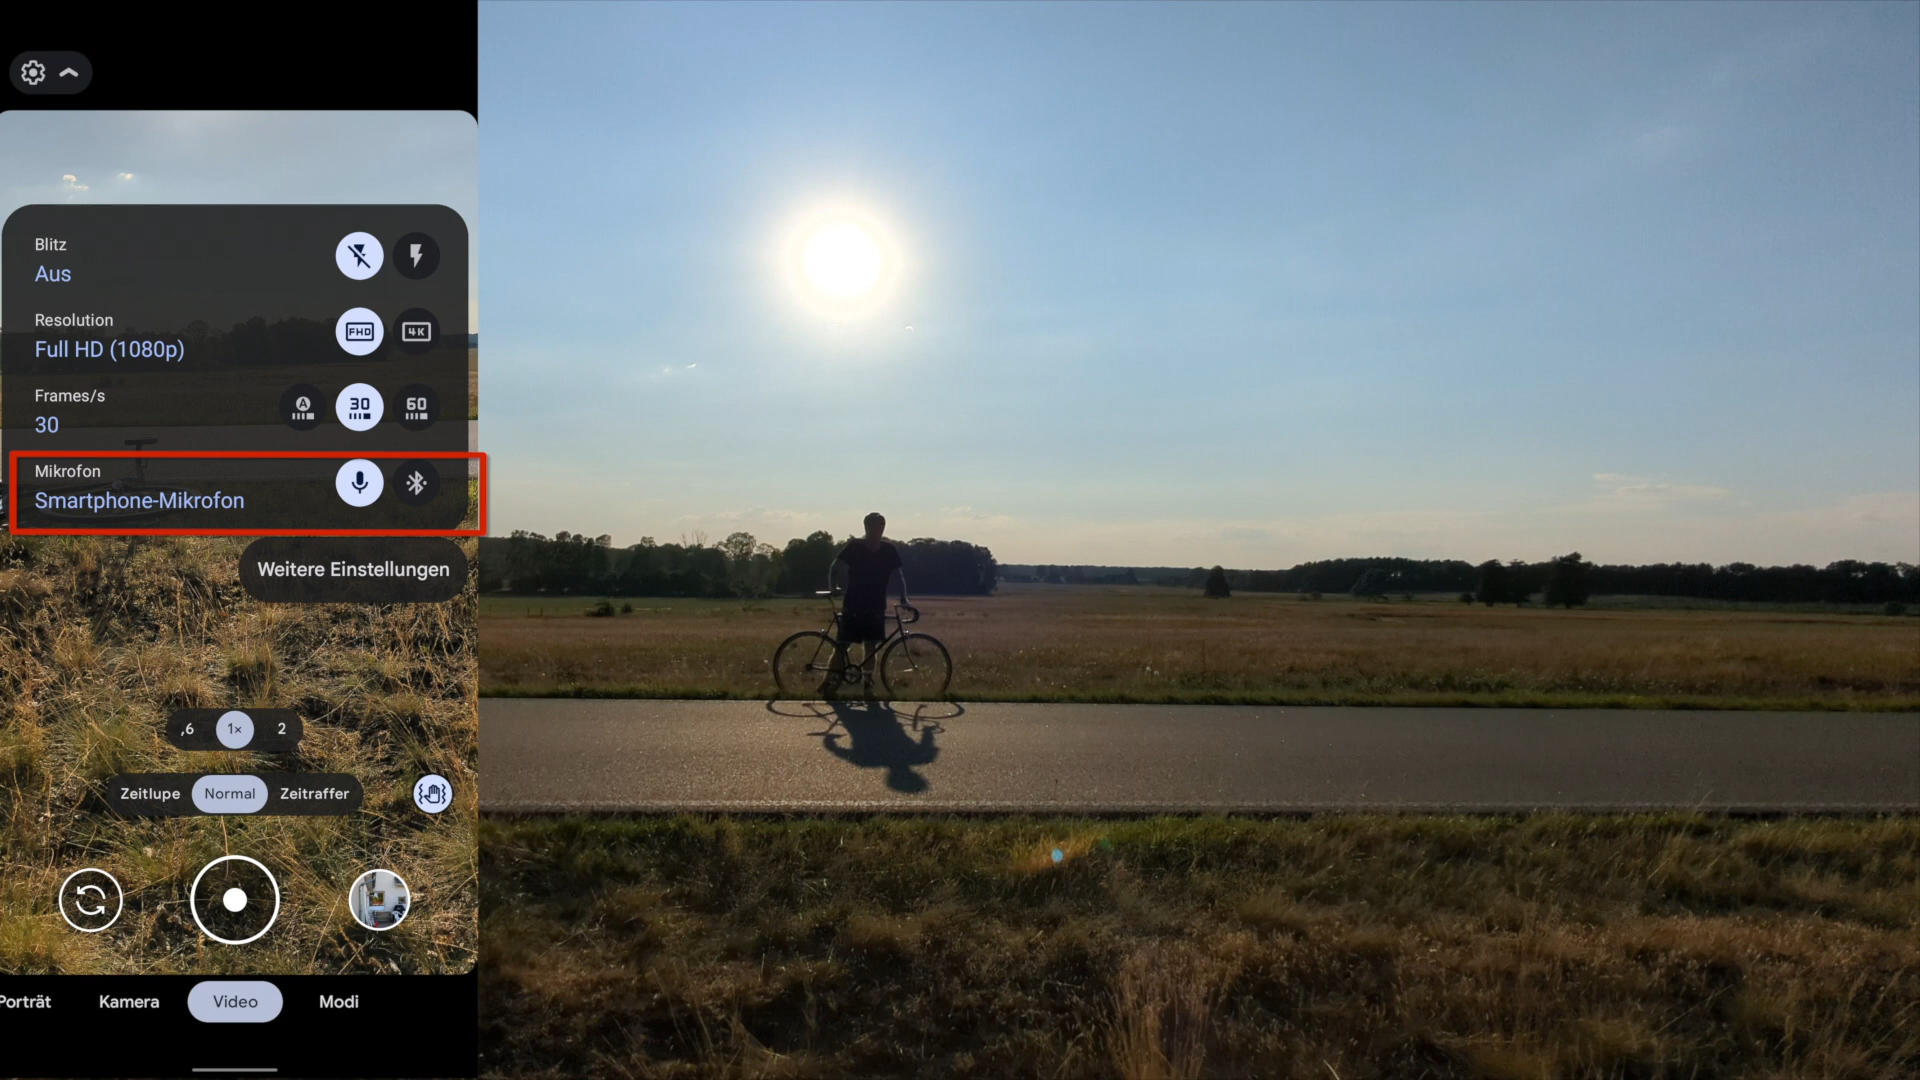 Blitz
Aus
Resolution
Full HD (1080p)
FHD
4K
Frames/s
30
A
30
60
Mikrofon
Smartphone-Mikrofon
Weitere Einstellungen
,6
1×
2
Zeitlupe
Normal
Zeitraffer
Porträt
Kamera
Video
Modi